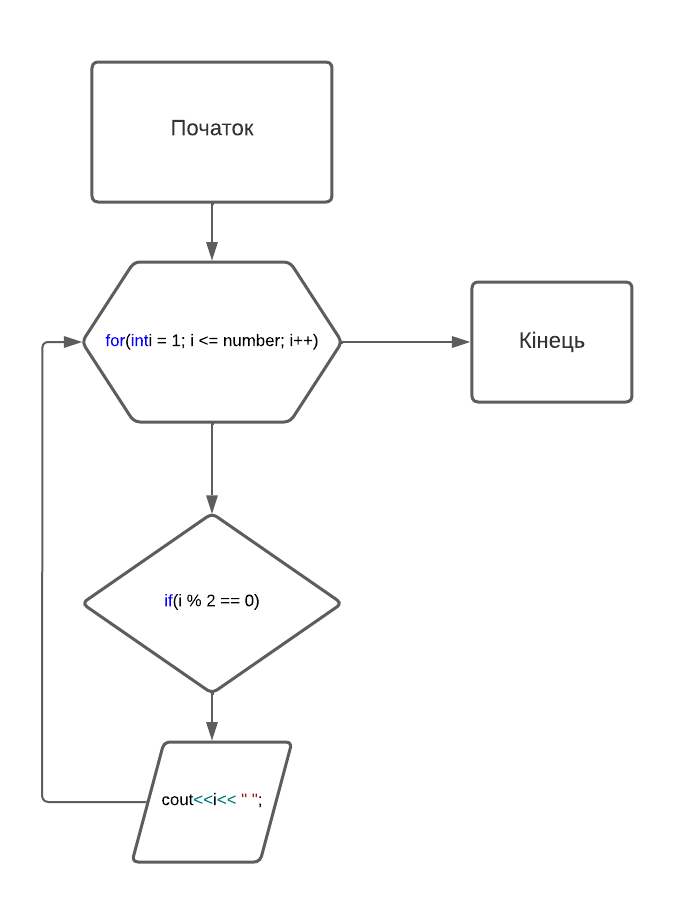 Початок
for(inti = 1; i <= number; i++)
Кінець
if(i % 2 == 0)
cout<<i<< " ";